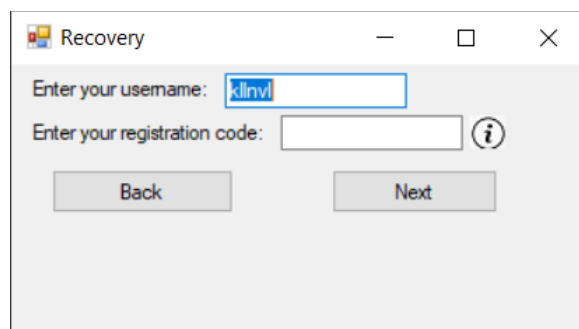 Recovery
Enter your username: kllnvl
Enter your registration code:
Back Next